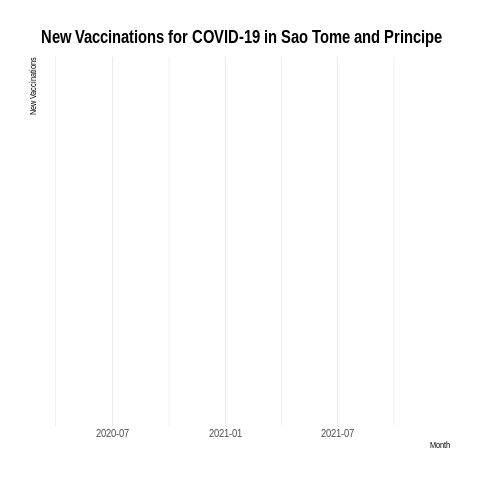 New Vaccinations for COVID-19 in Sao Tome and Principe
New Vaccinations
2020-07
2021-01
2021-07
Month